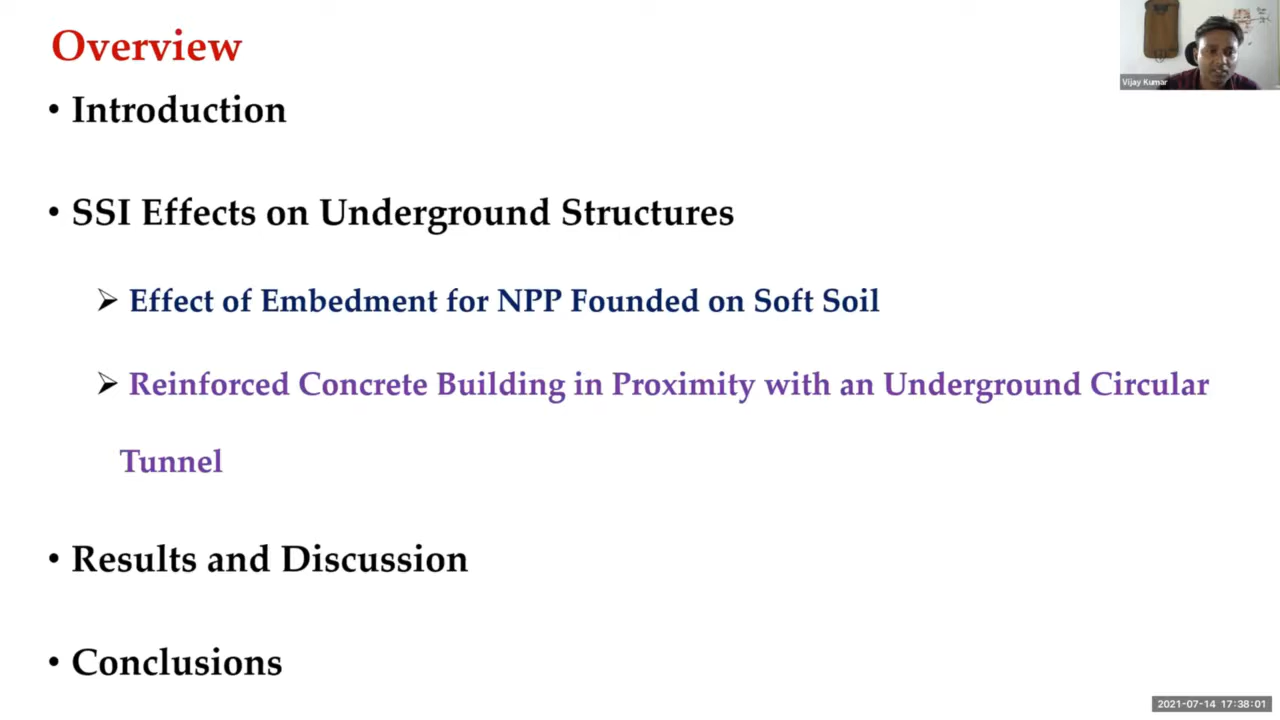 Overview
• Introduction
• SSI Effects on Underground Structures
➢ Effect of Embedment for NPP Founded on Soft Soil
➢ Reinforced Concrete Building in Proximity with an Underground Circular
Tunnel
• Results and Discussion
• Conclusions
Vijay Kumar
2021-07-14 17:38:01